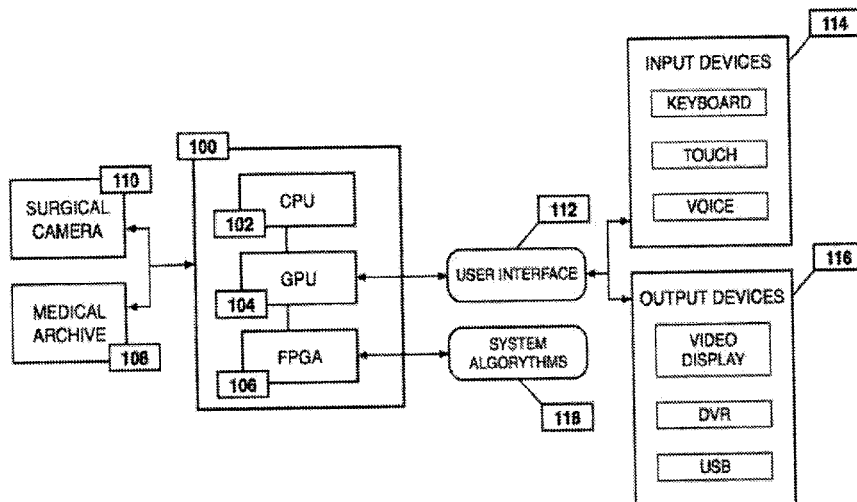 114
INPUT DEVICES
KEYBOARD
TOUCH
VOICE
100
110
SURGICAL
CAMERA
CPU
102
112
GPU
104
USER INTERFACE
116
MEDICAL
ARCHIVE
108
FPGA
106
SYSTEM
ALGORYTHMS
118
OUTPUT DEVICES
VIDEO
DISPLAY
DVR
USB